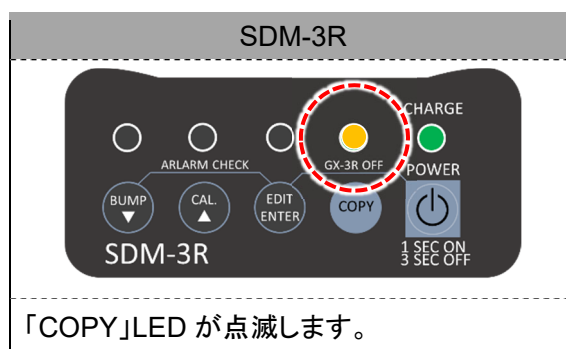 SDM-3R
CHARGE
ARLARM CHECK
GX-3R OFF
POWER
BUMP
▼
CAL.
▲
EDIT
ENTER
COPY
SDM-3R
1 SEC ON
3 SEC OFF
「COPY」LED が点滅します。